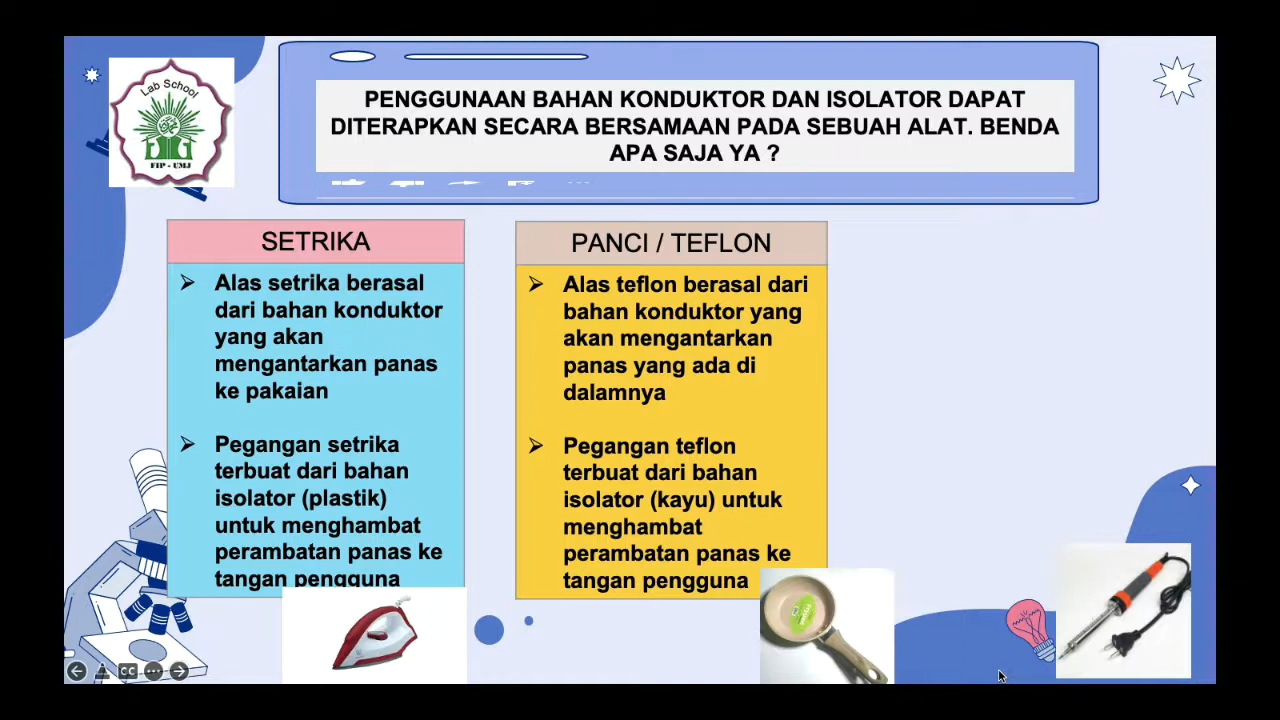 Lab School
FIP - UMJ
PENGGUNAAN BAHAN KONDUKTOR DAN ISOLATOR DAPAT
DITERAPKAN SECARA BERSAMAAN PADA SEBUAH ALAT. BENDA
APA SAJA YA ?
SETRIKA
Alas setrika berasal
dari bahan konduktor
yang akan
mengantarkan panas
ke pakaian
Pegangan setrika
terbuat dari bahan
isolator (plastik)
untuk menghambat
perambatan panas ke
tangan pengguna
PANCI / TEFLON
Alas teflon berasal dari
bahan konduktor yang
akan mengantarkan
panas yang ada di
dalamnya
Pegangan teflon
terbuat dari bahan
isolator (kayu) untuk
menghambat
perambatan panas ke
tangan pengguna
CC